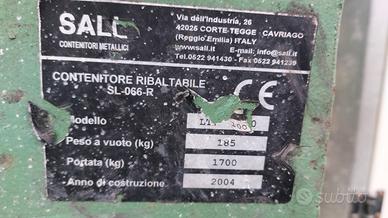 SALL
CONTENITORI METALLICI
Via dell'Industria, 26
42025 CORTE TEGGE - CAVRIAGO
(Reggio Emilia) ITALY
www.sall.it E-mail: info@sall.it
Tel. 0522 941430 - Fax 0522 941239
CONTENITORE RIBALTABILE
SL-066-R
CE
Modello
Peso a vuoto (kg) 185
Portata (kg) 1700
Anno di costruzione 2004
subito